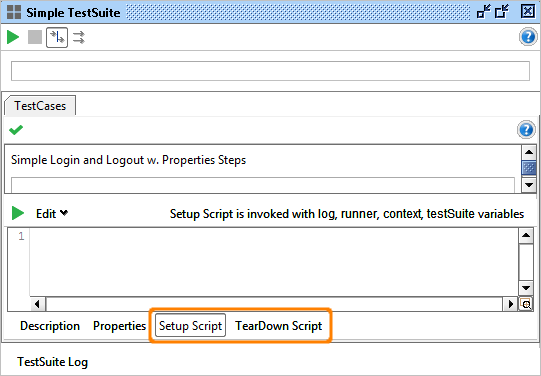 Simple TestSuite
TestCases
Simple Login and Logout w. Properties Steps
Edit Setup Script is invoked with log, runner, context, testSuite variables
1
Description Properties Setup Script TearDown Script
TestSuite Log